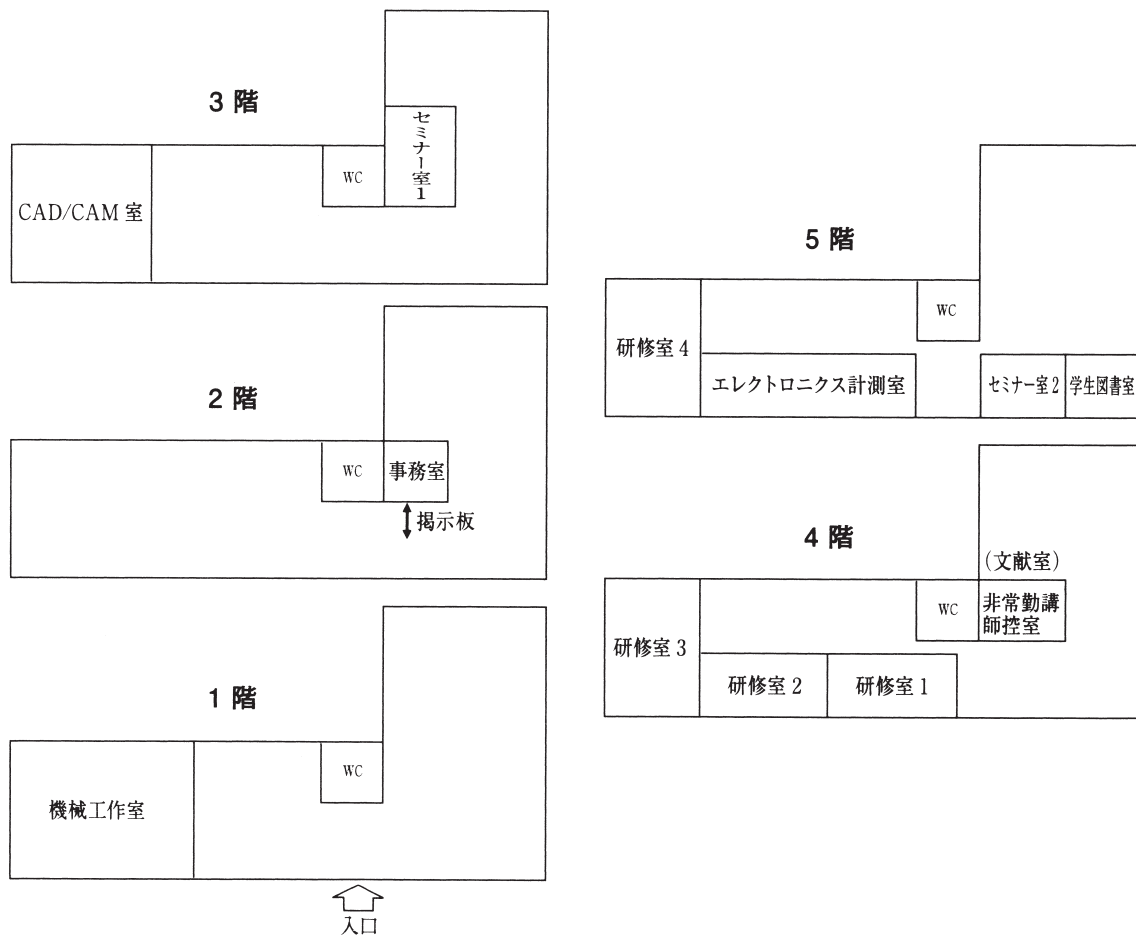 3 階
セミナー室1
WC
CAD/CAM 室
2 階
WC
事務室
掲示板
1 階
WC
機械工作室
入口
5 階
WC
研修室 4
エレクトロニクス計測室
セミナー室 2
学生図書室
4 階
(文献室)
WC
非常勤講
師控室
研修室 3
研修室 2
研修室 1